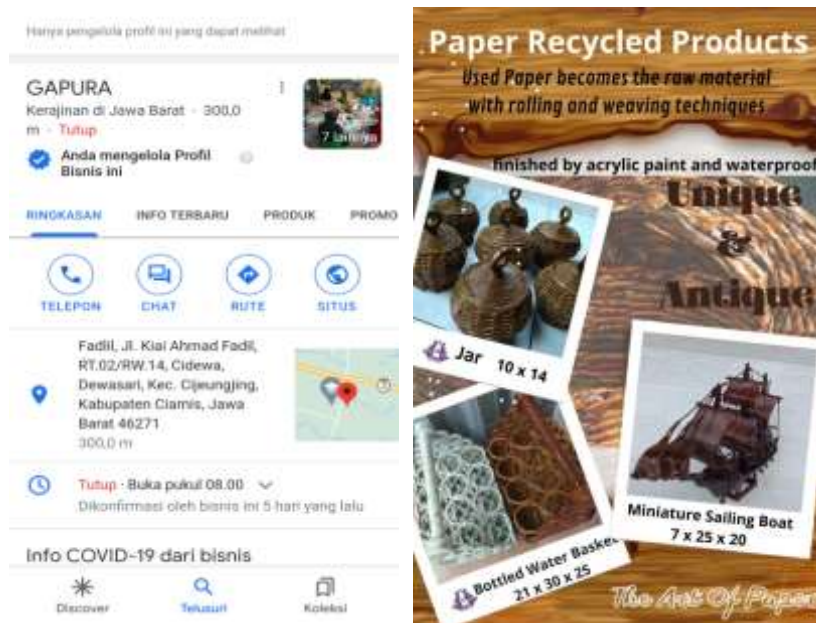 Hanya pengelola profil ini yang dapat melihat
GAPURA
Kerajinan di Jawa Barat · 300,0
m · Tutup
7 lainnya
Anda mengelola Profil
Bisnis ini
RINGKASAN
INFO TERBARU
PRODUK
PROMO
TELEPON
CHAT
RUTE
SITUS
Fadlil, Jl. Kiai Ahmad Fadil,
RT.02/RW.14, Cidewa,
Dewasari, Kec. Cijeungjing,
Kabupaten Ciamis, Jawa
Barat 46271
300,0 m
Tutup · Buka pukul 08.00
Dikonfirmasi oleh bisnis ini 5 hari yang lalu
Info COVID-19 dari bisnis
Discover
Telusuri
Koleksi
Paper Recycled Products
Used Paper becomes the raw material
with rolling and weaving techniques
finished by acrylic paint and waterproof
Unique
&
Antique
Jar 10 x 14
Miniature Sailing Boat
7 x 25 x 20
Bottled Water Basket
21 x 30 x 25
The Art Of Paper